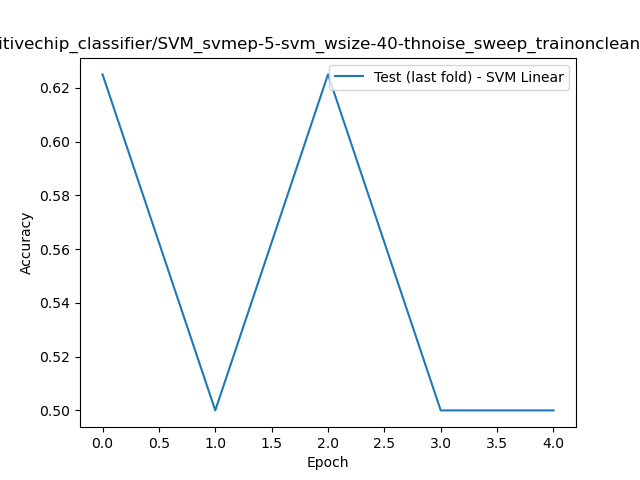 itivechip_classifier/SVM_svmep-5-svm_wsize-40-thnoise_sweep_trainonclean
Test (last fold) - SVM Linear
0.62
0.60
0.58
0.56
0.54
0.52
0.50
Accuracy
0.0 0.5 1.0 1.5 2.0 2.5 3.0 3.5 4.0
Epoch